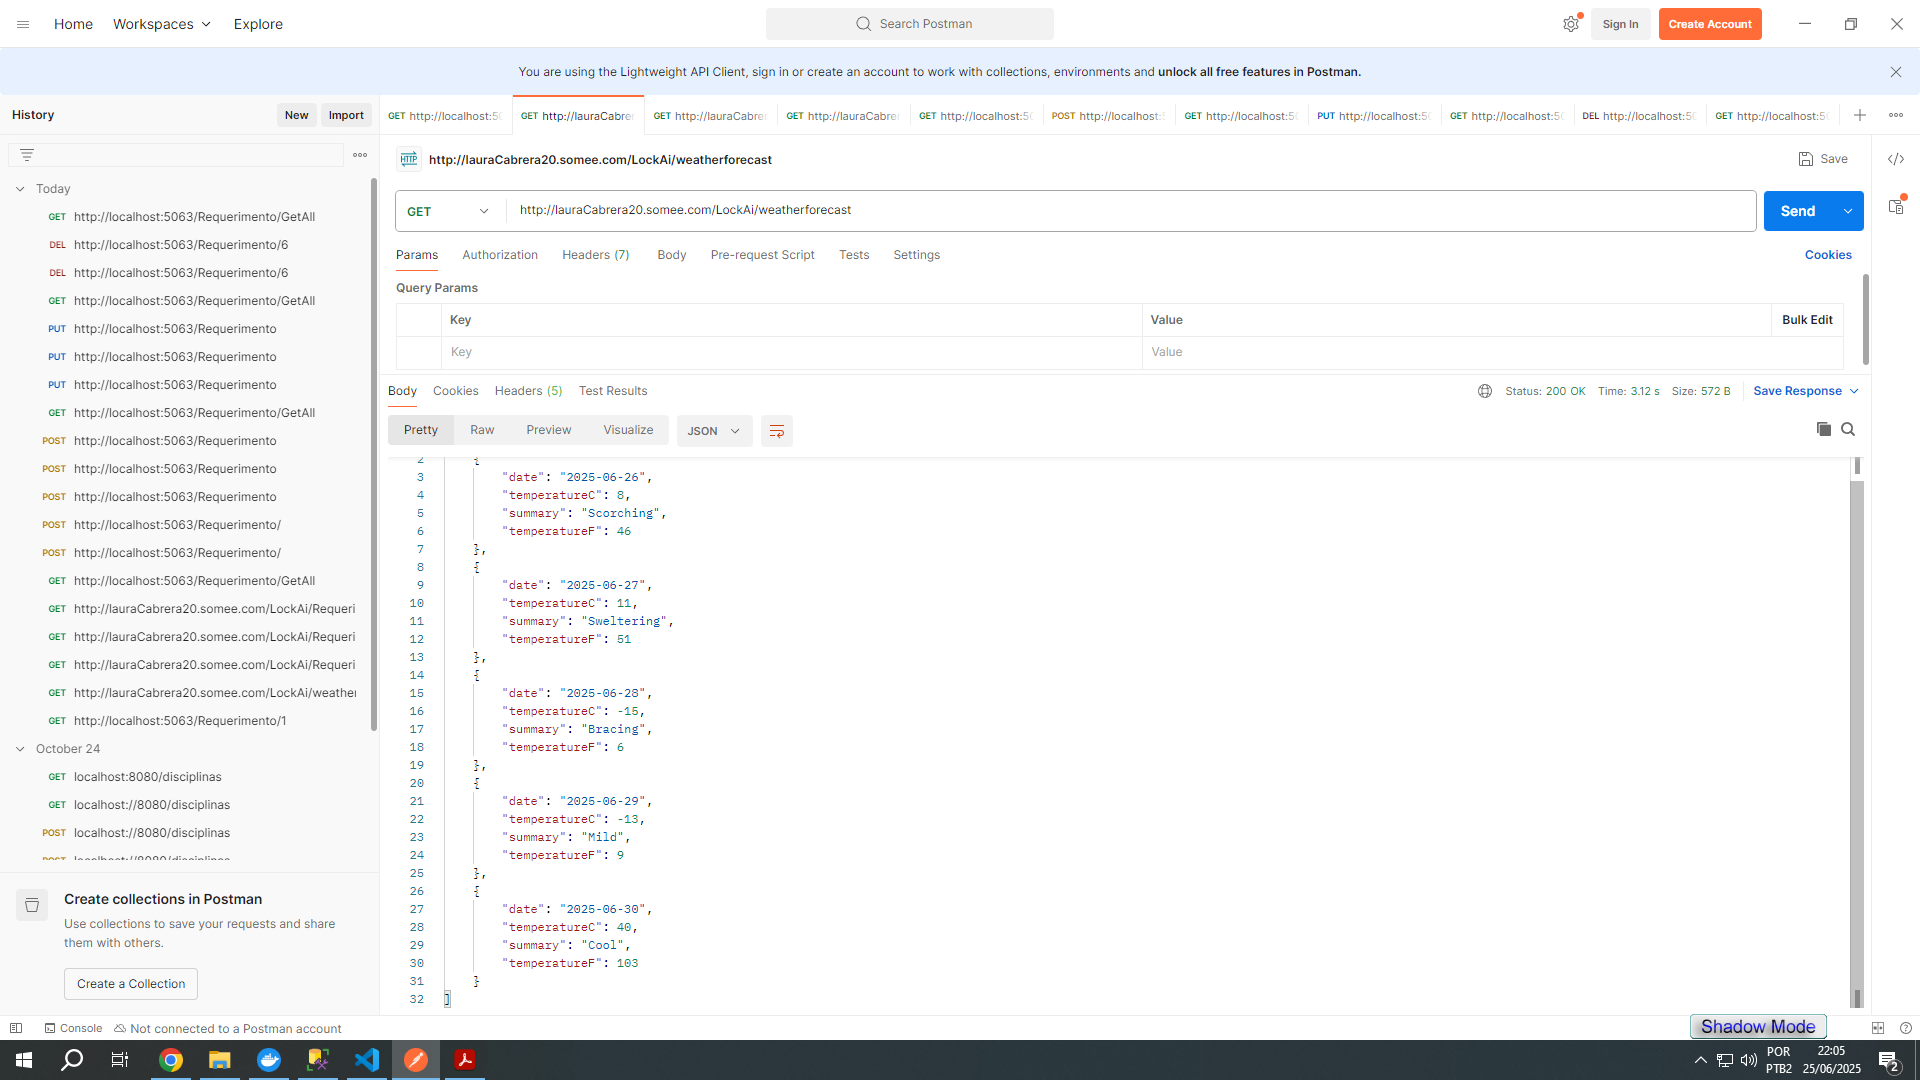 Home
Workspaces
Explore
Search Postman
Sign In
Create Account
You are using the Lightweight API Client, sign in or create an account to work with collections, environments and unlock all free features in Postman.
History
New
Import
GET http://localhost:50
GET http://lauraCabrer
GET http://lauraCabrer
GET http://lauraCabrer
GET http://localhost:50
POST http://localhost:5
GET http://localhost:50
PUT http://localhost:50
GET http://localhost:50
DEL http://localhost:50
GET http://localhost:50
Today
GET http://localhost:5063/Requerimento/GetAll
DEL http://localhost:5063/Requerimento/6
DEL http://localhost:5063/Requerimento/6
GET http://localhost:5063/Requerimento/GetAll
PUT http://localhost:5063/Requerimento
PUT http://localhost:5063/Requerimento
PUT http://localhost:5063/Requerimento
GET http://localhost:5063/Requerimento/GetAll
POST http://localhost:5063/Requerimento
POST http://localhost:5063/Requerimento
POST http://localhost:5063/Requerimento
POST http://localhost:5063/Requerimento/
POST http://localhost:5063/Requerimento/
GET http://localhost:5063/Requerimento/GetAll
GET http://lauraCabrera20.somee.com/LockAi/Requeri
GET http://lauraCabrera20.somee.com/LockAi/Requeri
GET http://lauraCabrera20.somee.com/LockAi/Requeri
GET http://lauraCabrera20.somee.com/LockAi/weather
GET http://localhost:5063/Requerimento/1
October 24
GET localhost:8080/disciplinas
GET localhost://8080/disciplinas
POST localhost://8080/disciplinas
POST localhost://8080/disciplinas
Create collections in Postman
Use collections to save your requests and share
them with others.
Create a Collection
HTTP http://lauraCabrera20.somee.com/LockAi/weatherforecast
Save
GET
http://lauraCabrera20.somee.com/LockAi/weatherforecast
Send
Params
Authorization
Headers (7)
Body
Pre-request Script
Tests
Settings
Cookies
Query Params
Key
Value
Bulk Edit
Key
Value
Body
Cookies
Headers (5)
Test Results
Status: 200 OK
Time: 3.12 s
Size: 572 B
Save Response
Pretty
Raw
Preview
Visualize
JSON
2 {
3 "date": "2025-06-26",
4 "temperatureC": 8,
5 "summary": "Scorching",
6 "temperatureF": 46
7 },
8 {
9 "date": "2025-06-27",
10 "temperatureC": 11,
11 "summary": "Sweltering",
12 "temperatureF": 51
13 },
14 {
15 "date": "2025-06-28",
16 "temperatureC": -15,
17 "summary": "Bracing",
18 "temperatureF": 6
19 },
20 {
21 "date": "2025-06-29",
22 "temperatureC": -13,
23 "summary": "Mild",
24 "temperatureF": 9
25 },
26 {
27 "date": "2025-06-30",
28 "temperatureC": 40,
29 "summary": "Cool",
30 "temperatureF": 103
31 }
32 ]
Console
Not connected to a Postman account
Shadow Mode
POR
PTB2
22:05
25/06/2025
2